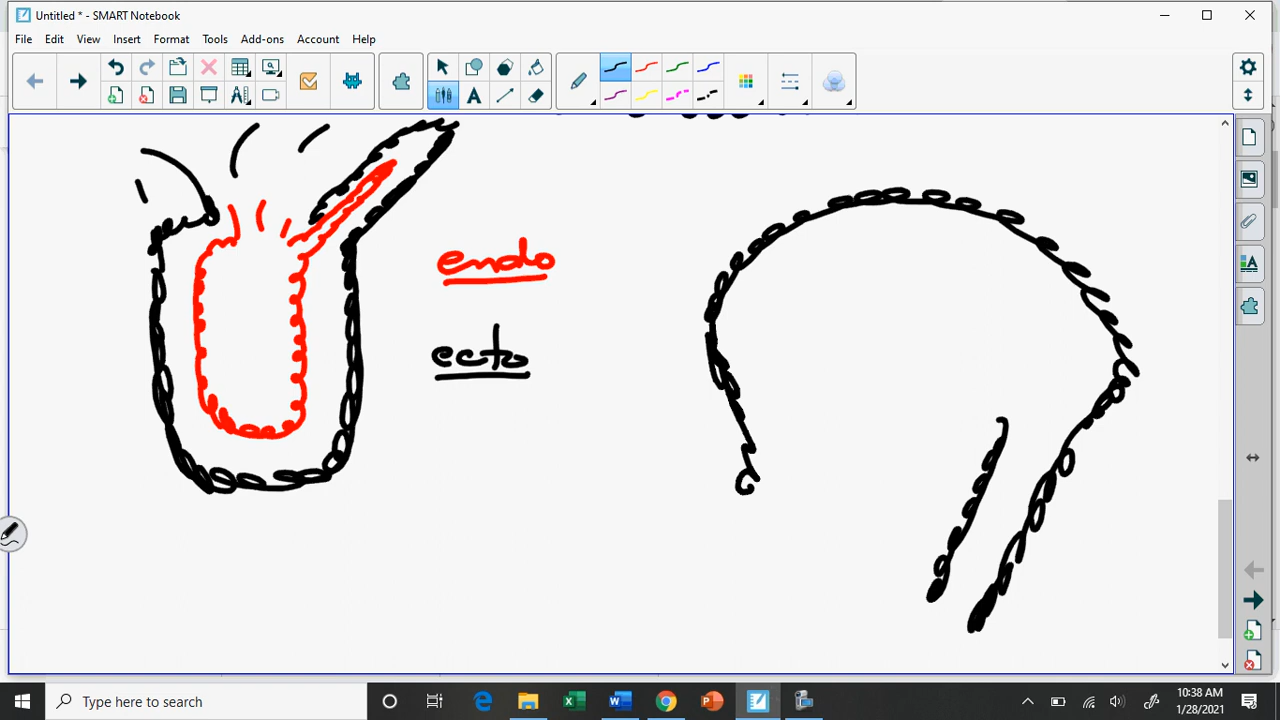 Untitled * - SMART Notebook
File Edit View Insert Format Tools Add-ons Account Help
endo
ecto
Type here to search
10:38 AM
1/28/2021